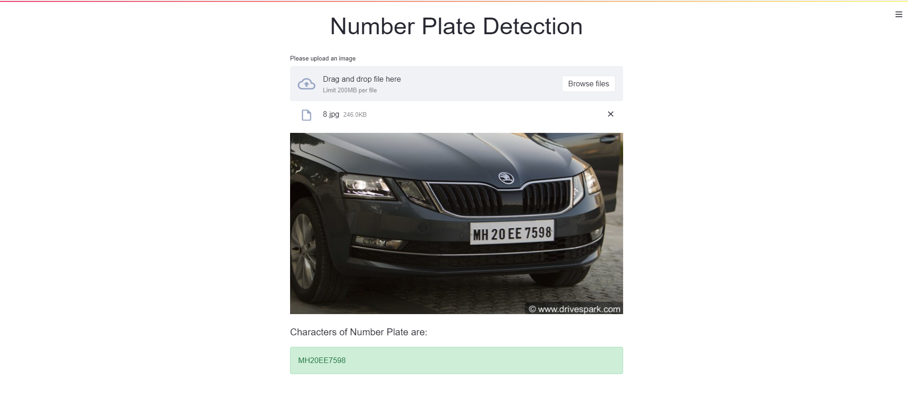 Number Plate Detection
Please upload an image
Drag and drop file here
Limit 200MB per file
Browse files
8.jpg 246.5KB
MH 20 EE 7598
© www.drivespark.com
Characters of Number Plate are:
MH20EE7598